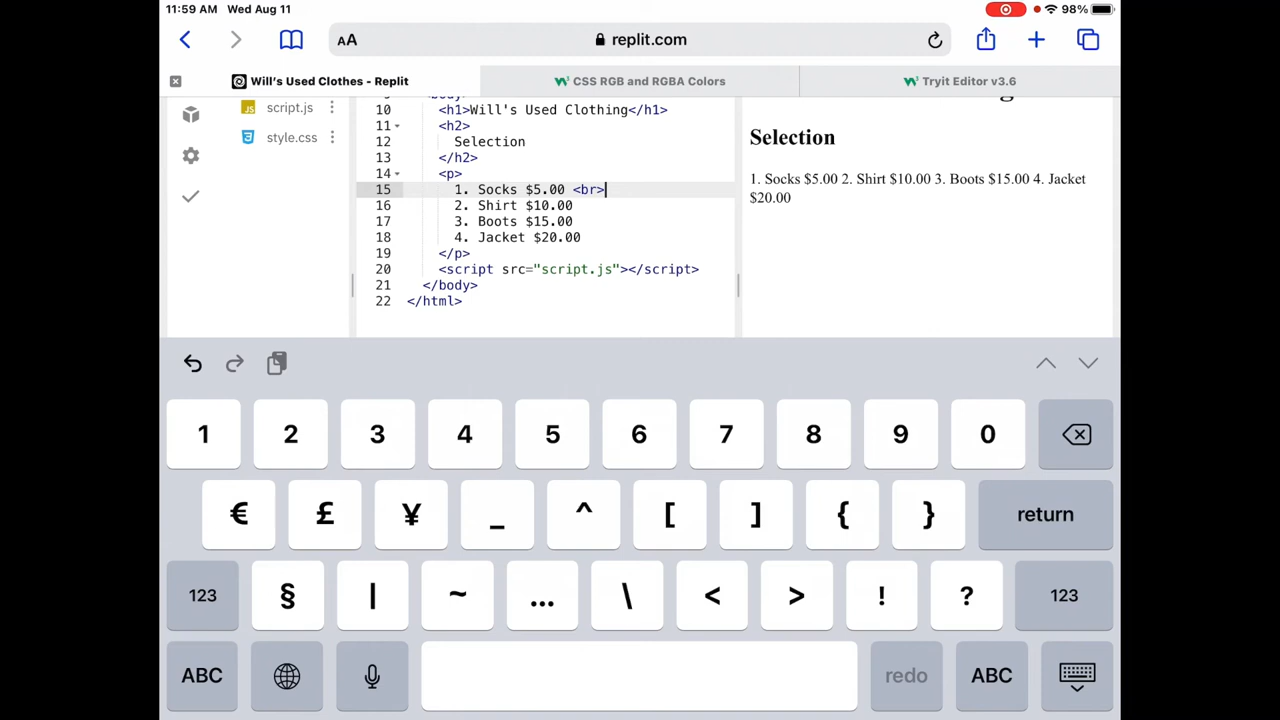 11:59 AM Wed Aug 11
98%
AA
replit.com
Will's Used Clothes - Replit
CSS RGB and RGBA Colors
Tryit Editor v3.6
JS script.js
style.css
10 <h1>Will's Used Clothing</h1>
11 <h2>
12 Selection
13 </h2>
14 <p>
15 1. Socks $5.00 <br>
16 2. Shirt $10.00
17 3. Boots $15.00
18 4. Jacket $20.00
19 </p>
20 <script src="script.js"></script>
21 </body>
22 </html>
Selection
1. Socks $5.00 2. Shirt $10.00 3. Boots $15.00 4. Jacket
$20.00
1 2 3 4 5 6 7 8 9 0
€ £ ¥ _ ^ [ ] { } return
123 § | ~ ... \ < > ! ? 123
ABC redo ABC